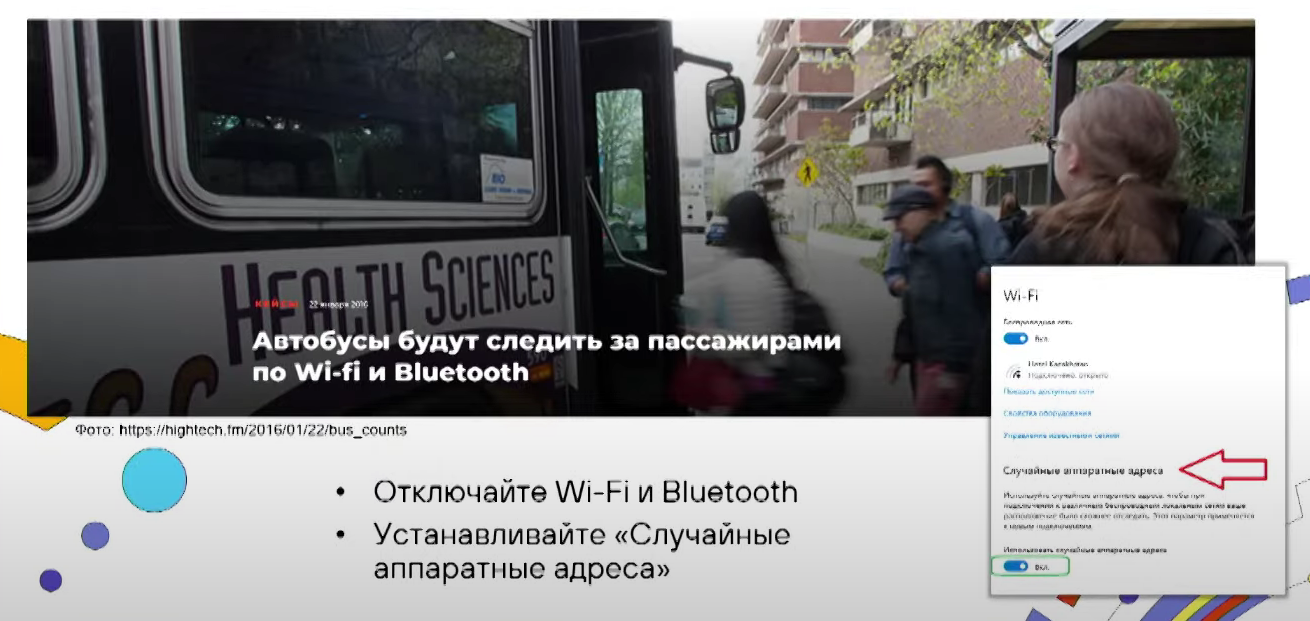 HEALTH SCIENCES
КЕЙСЫ 22 января 2016
Автобусы будут следить за пассажирами
по Wi-fi и Bluetooth
Фото: https://hightech.fm/2016/01/22/bus_counts
• Отключайте Wi-Fi и Bluetooth
• Устанавливайте «Случайные
аппаратные адреса»
Wi-Fi
Беспроводная сеть
Вкл.
Hotel Kazakhstan
Подключено, открыто
Показать доступные сети
Свойства оборудования
Управление известными сетями
Случайные аппаратные адреса
Используйте случайные аппаратные адреса, чтобы при
подключении к различным беспроводным локальным сетям ваше
расположение было сложнее отследить. Этот параметр применяется
к новым подключениям.
Использовать случайные аппаратные адреса
Вкл.